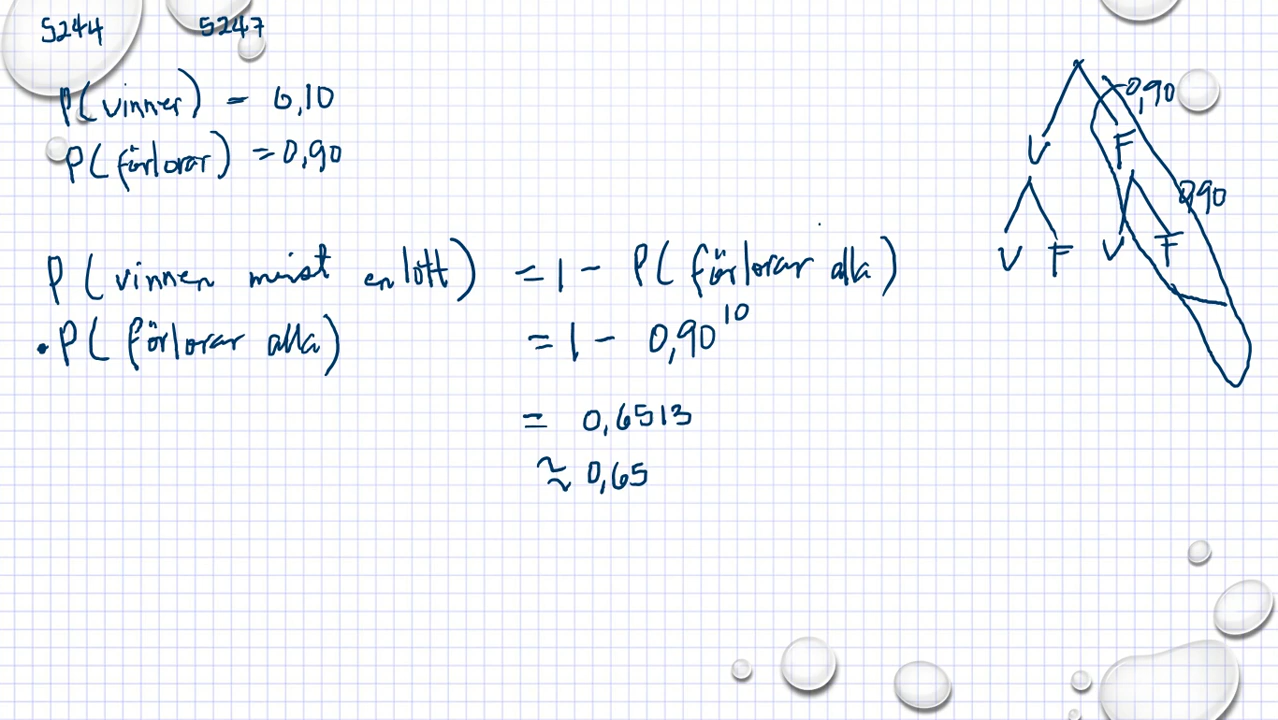 5244 5247
P(vinner) = 0,10
P(förlorar) = 0,90
P(vinner minst en lott) = 1 - P(förlorar alla)
• P(förlorar alla) = 1 - 0,90^10
= 0,6513
≈ 0,65
0,90
V F
0,90
V F V F